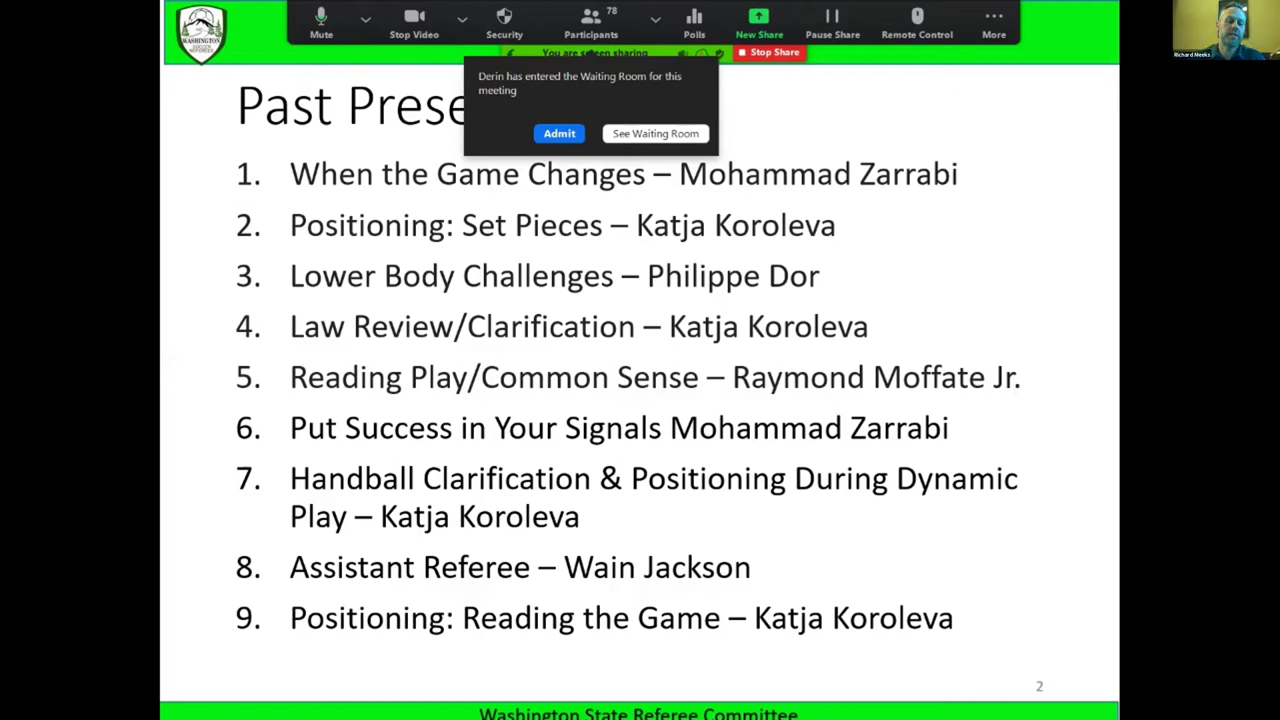 78
Mute
Stop Video
Security
Participants
Polls
New Share
Pause Share
Remote Control
More
You are screen sharing
Stop Share
Richard Meeks
WASHINGTON
Derin has entered the Waiting Room for this
meeting
Admit
See Waiting Room
Past Prese
1. When the Game Changes – Mohammad Zarrabi
2. Positioning: Set Pieces – Katja Koroleva
3. Lower Body Challenges – Philippe Dor
4. Law Review/Clarification – Katja Koroleva
5. Reading Play/Common Sense – Raymond Moffate Jr.
6. Put Success in Your Signals Mohammad Zarrabi
7. Handball Clarification & Positioning During Dynamic
Play – Katja Koroleva
8. Assistant Referee – Wain Jackson
9. Positioning: Reading the Game – Katja Koroleva
2
Washington State Referee Committee